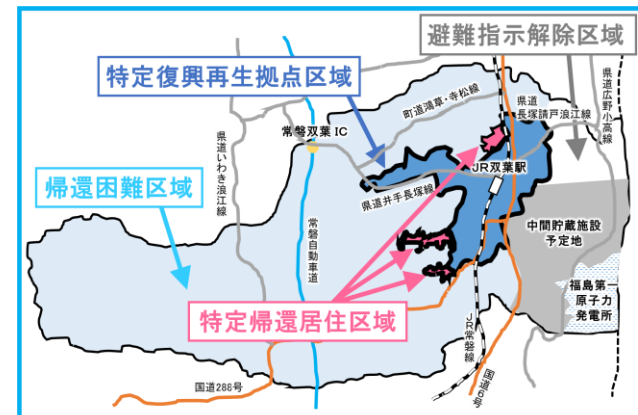 避難指示解除区域
特定復興再生拠点区域
県道広野小高線
町道鴻草・寺松線
県道
長塚請戸浪江線
常磐双葉 IC
県道いわき浪江線
JR双葉駅
帰還困難区域
県道井手長塚線
中間貯蔵施設
予定地
常磐自動車道
福島第一
原子力
発電所
特定帰還居住区域
JR常磐線
国道6号
国道288号